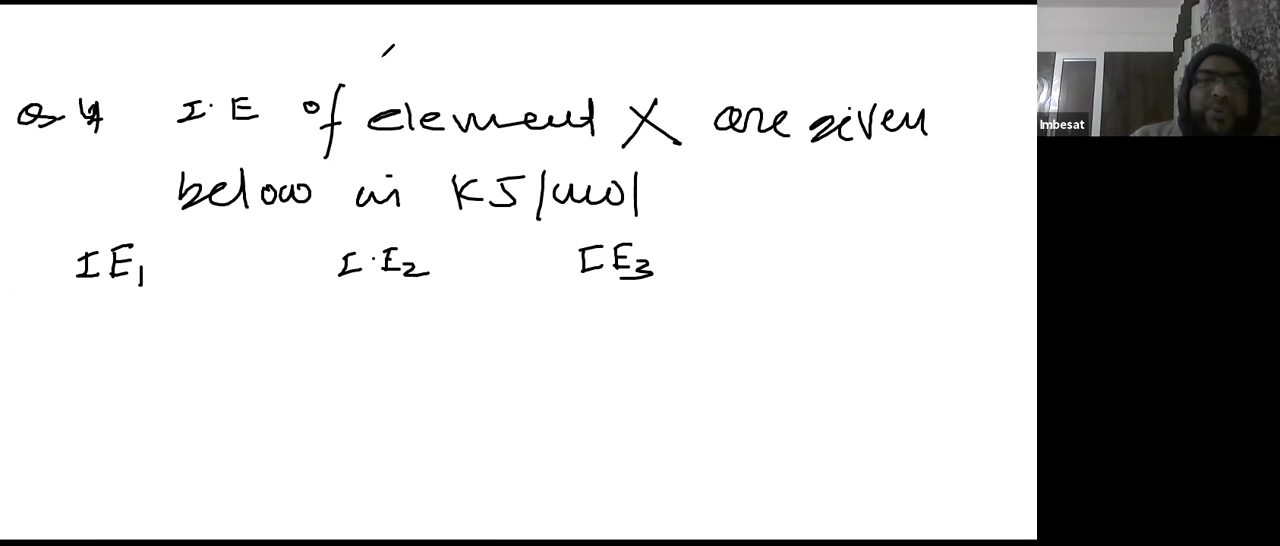 Q-4 I.E of element X are given
below in KJ/mol
IE1 I.E2 IE3
Imbesat